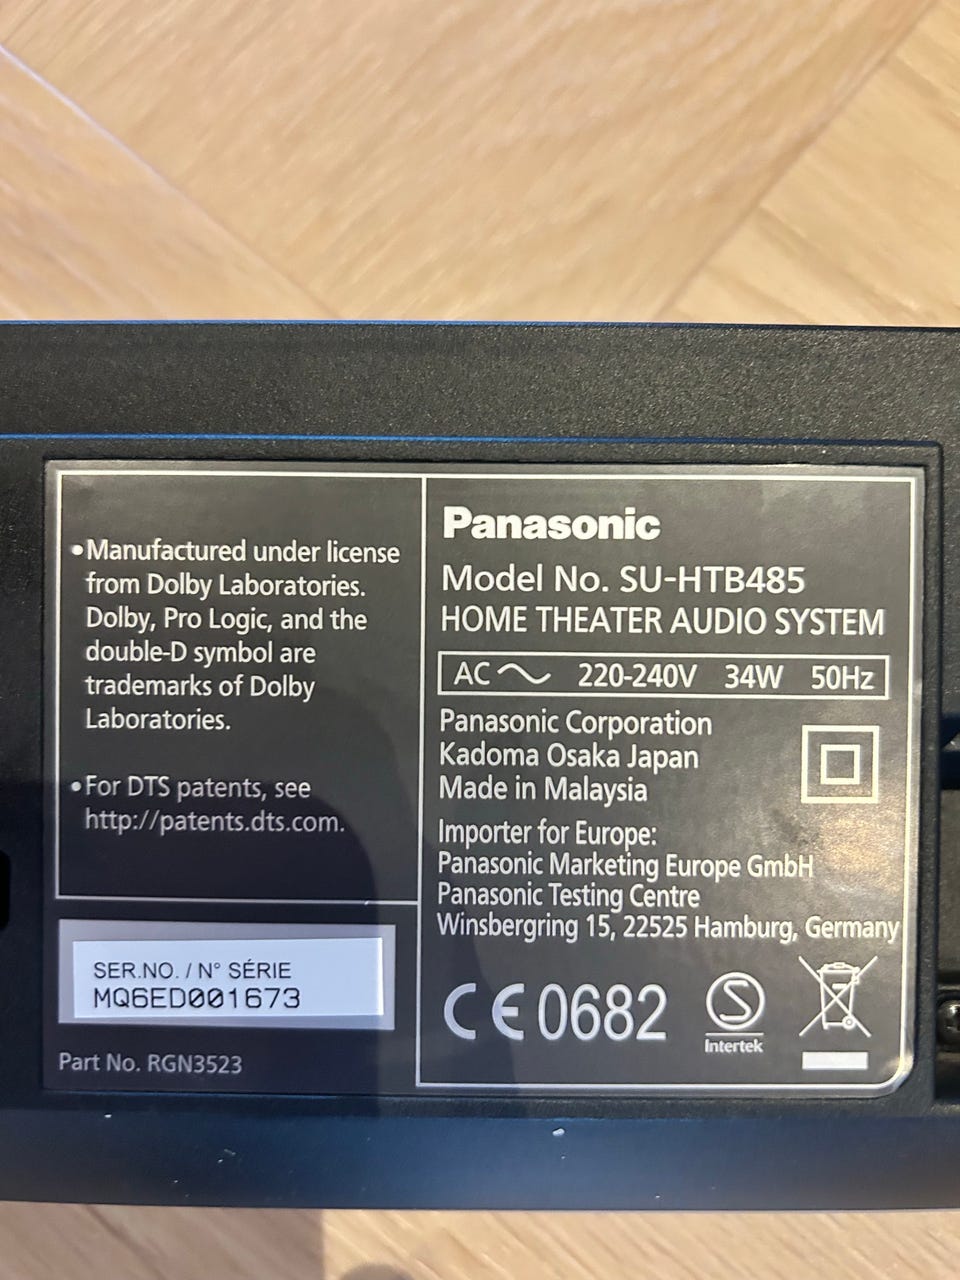 •Manufactured under license
from Dolby Laboratories.
Dolby, Pro Logic, and the
double-D symbol are
trademarks of Dolby
Laboratories.
•For DTS patents, see
http://patents.dts.com.
SER.NO. / N° SÉRIE
MQ6ED001673
Part No. RGN3523
Panasonic
Model No. SU-HTB485
HOME THEATER AUDIO SYSTEM
AC 220-240V 34W 50Hz
Panasonic Corporation
Kadoma Osaka Japan
Made in Malaysia
Importer for Europe:
Panasonic Marketing Europe GmbH
Panasonic Testing Centre
Winsbergring 15, 22525 Hamburg, Germany
CE0682
S
Intertek